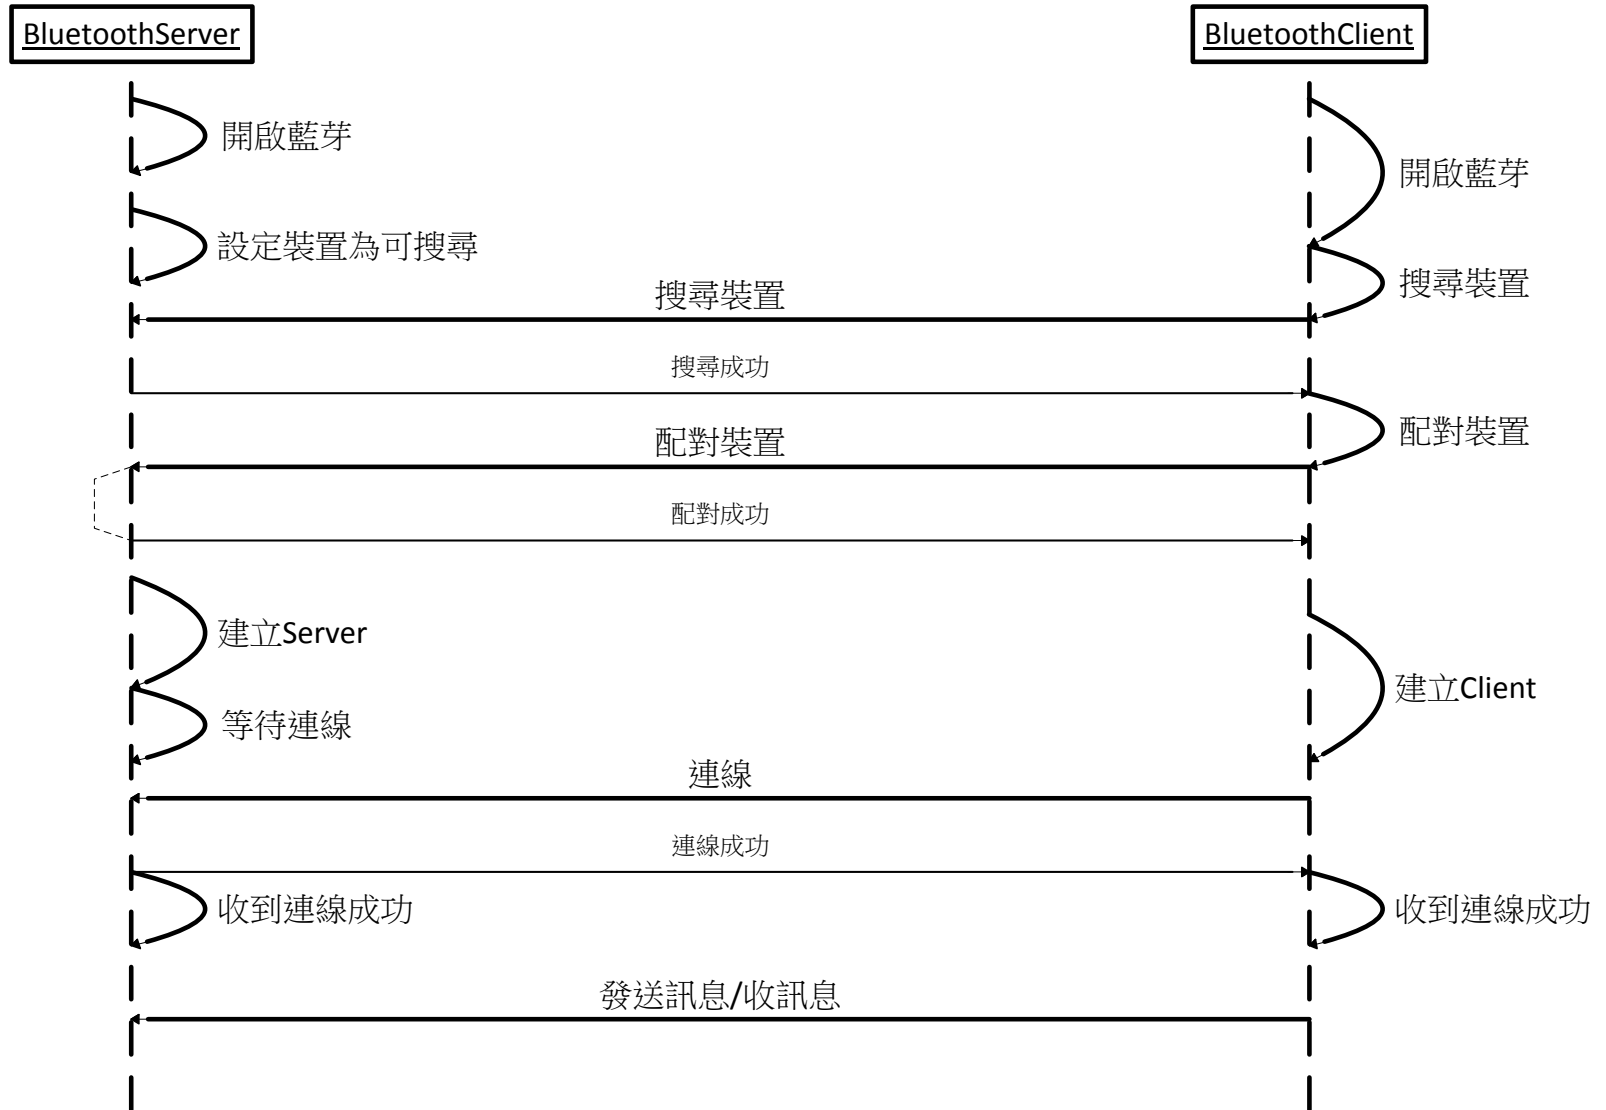 BluetoothServer
BluetoothClient
開啟藍芽
開啟藍芽
設定裝置為可搜尋
搜尋裝置
搜尋裝置
搜尋成功
配對裝置
配對裝置
配對成功
建立Server
建立Client
等待連線
連線
連線成功
收到連線成功
收到連線成功
發送訊息/收訊息